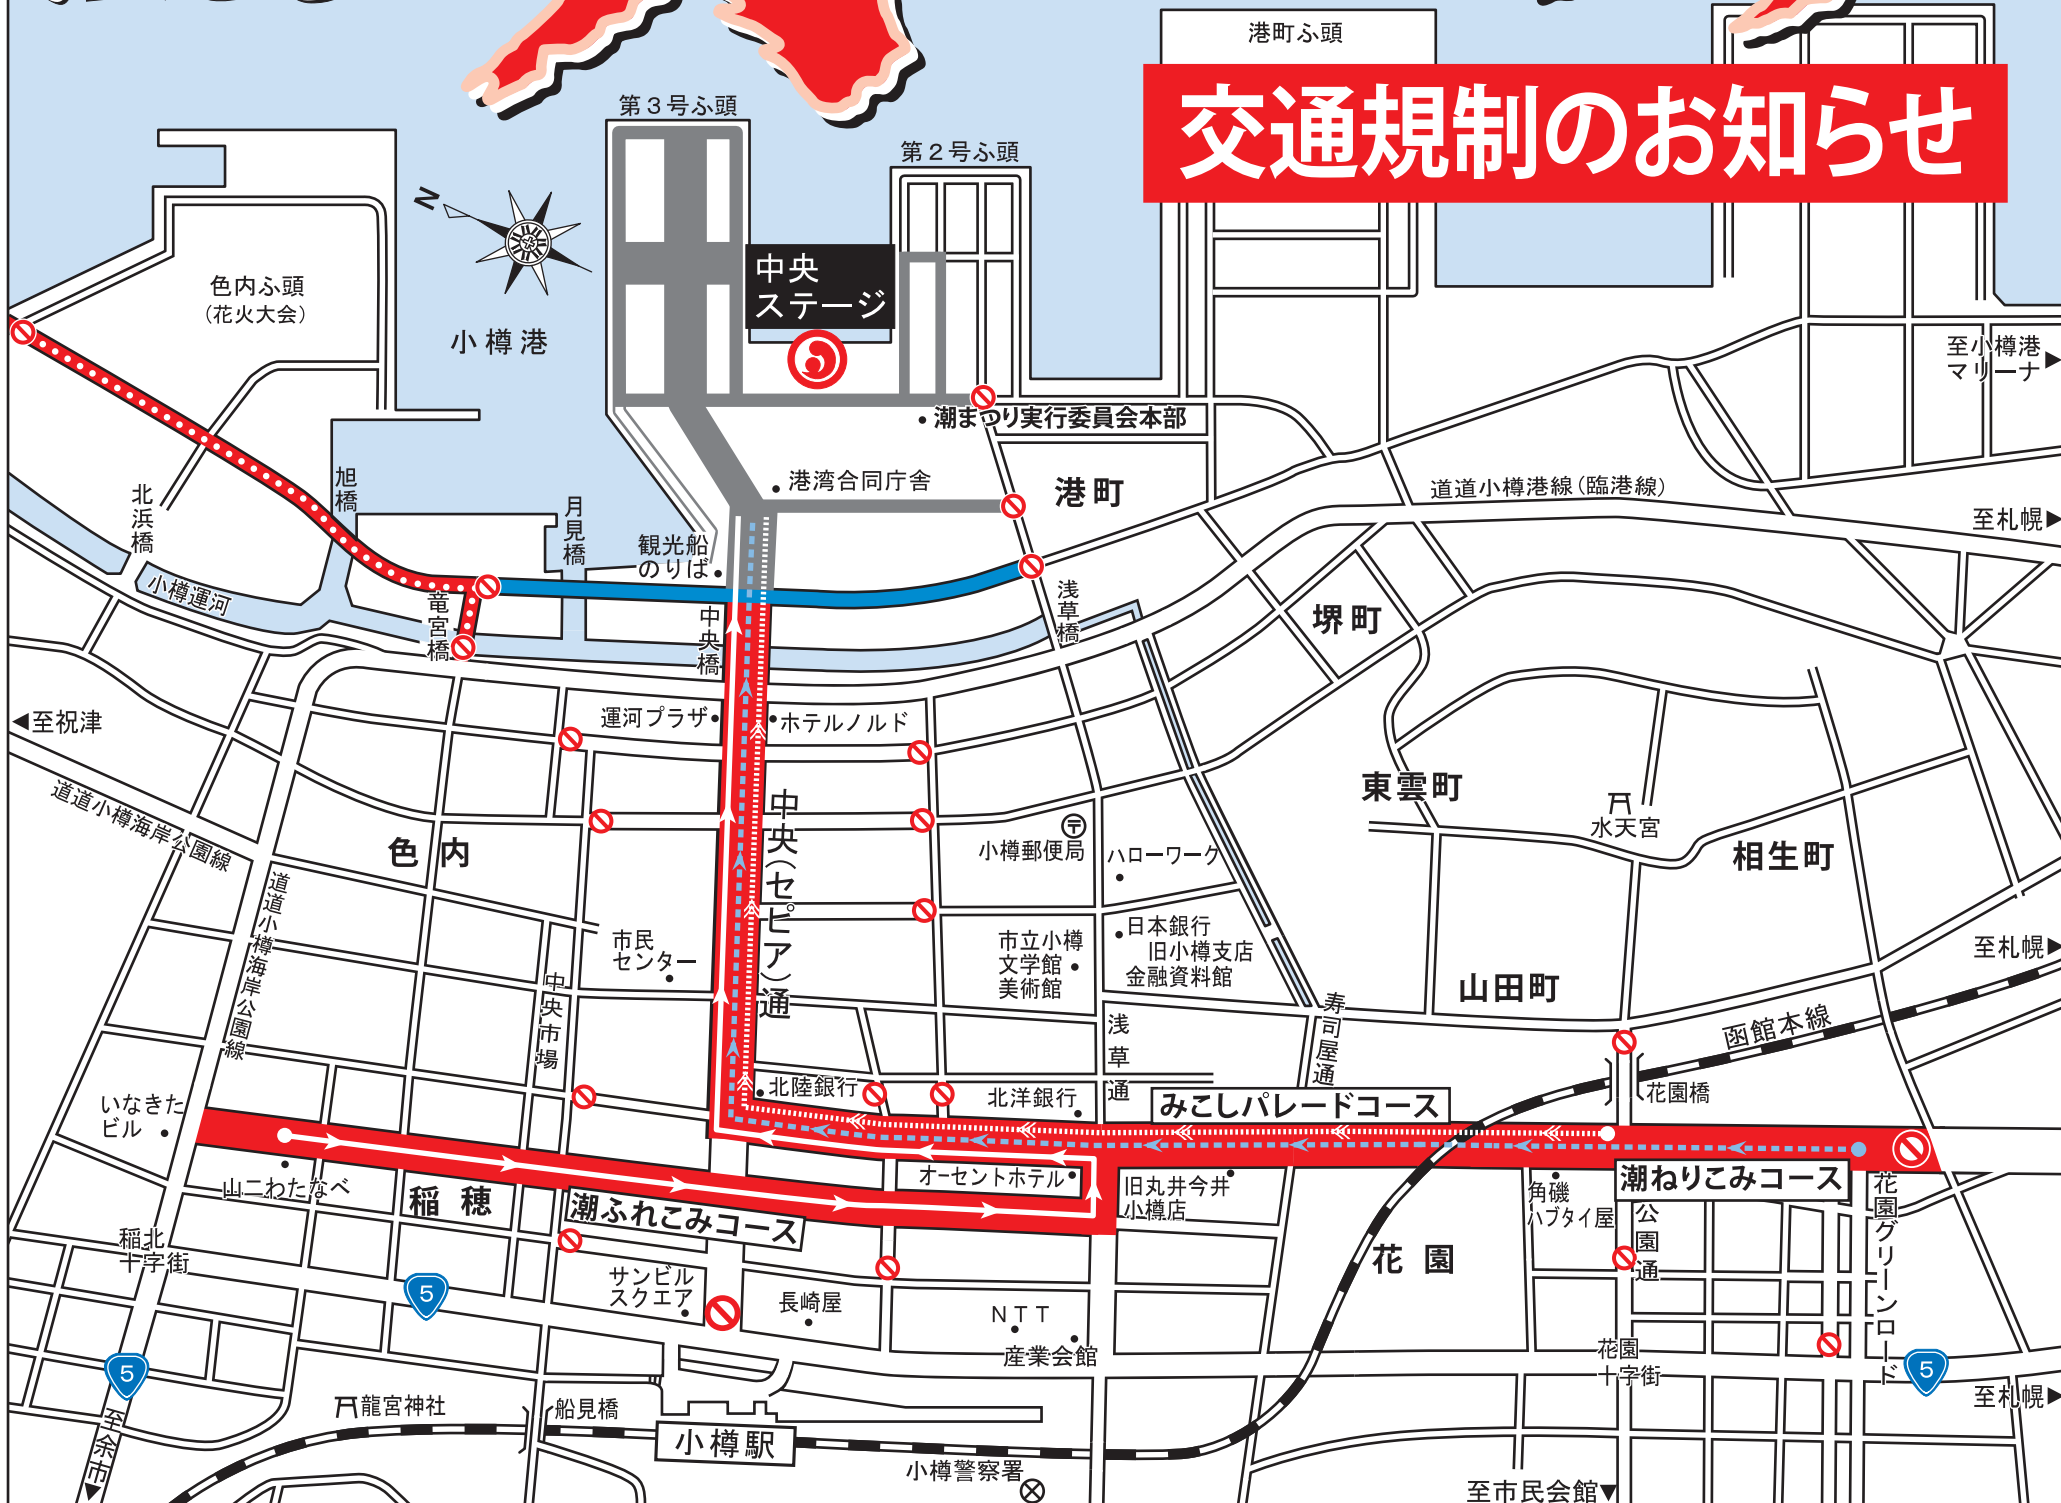 港町ふ頭
交通規制のお知らせ
第3号ふ頭
第2号ふ頭
N
中央
ステージ
色内ふ頭
(花火大会)
小樽港
至小樽港
マリーナ
潮まつり実行委員会本部
港湾合同庁舎
港町
道道小樽港線(臨港線)
至札幌
旭橋
北浜橋
月見橋
観光船
のりば
小樽運河
竜宮橋
中央橋
浅草橋
堺町
至祝津
運河プラザ
ホテルノルド
道道小樽海岸公園線
東雲町
水天宮
相生町
色内
中央(セピア)通
小樽郵便局
ハローワーク
道道小樽海岸公園線
市民
センター
中央市場
市立小樽
文学館
美術館
日本銀行
旧小樽支店
金融資料館
山田町
至札幌
浅草通
寿司屋通
函館本線
北陸銀行
北洋銀行
みこしパレードコース
花園橋
いなきた
ビル
山ニわたなべ
稲穂
潮ふれこみコース
オーセントホテル
旧丸井今井
小樽店
角磯
ハブタイ屋
潮ねりこみコース
公園通
花園グリーンロード
稲北
十字街
5
サンビル
スクエア
長崎屋
NTT
産業会館
花園
花園
十字街
5
5
至札幌
至余市
龍宮神社
船見橋
小樽駅
小樽警察署
至市民会館